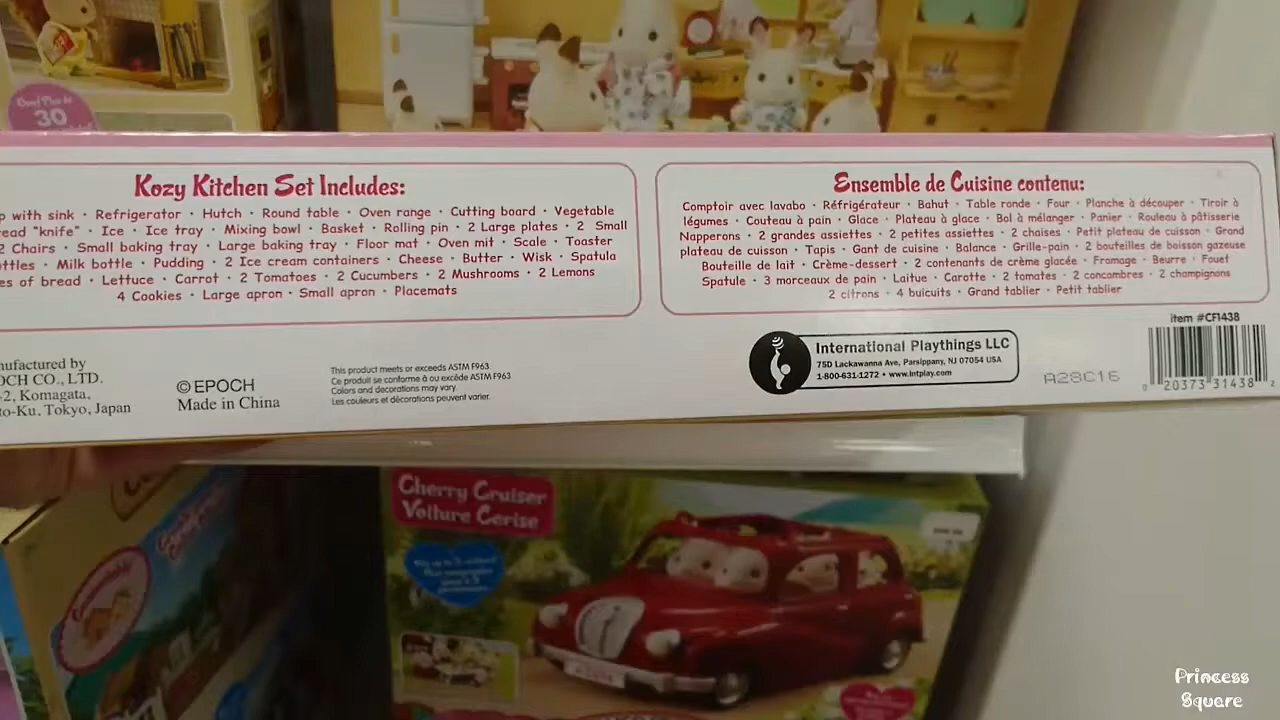 30
Kozy Kitchen Set Includes:
with sink · Refrigerator · Hutch · Round table · Oven range · Cutting board · Vegetable
"knife" · Ice · Ice tray · Mixing bowl · Basket · Rolling pin · 2 Large plates · 2 Small
2 Chairs · Small baking tray · Large baking tray · Floor mat · Oven mit · Scale · Toaster
· Milk bottle · Pudding · 2 Ice cream containers · Cheese · Butter · Wisk · Spatula
of bread · Lettuce · Carrot · 2 Tomatoes · 2 Cucumbers · 2 Mushrooms · 2 Lemons
4 Cookies · Large apron · Small apron · Placemats
Ensemble de Cuisine contenu:
Comptoir avec lavabo · Réfrigérateur · Bahut · Table ronde · Four · Planche à découper · Tiroir à
légumes · Couteau à pain · Glace · Plateau à glace · Bol à mélanger · Panier · Rouleau à pâtisserie
Napperons · 2 grandes assiettes · 2 petites assiettes · 2 chaises · Petit plateau de cuisson · Grand
plateau de cuisson · Tapis · Gant de cuisine · Balance · Grille-pain · 2 bouteilles de boisson gazeuse
Bouteille de lait · Crème-dessert · 2 contenants de crème glacée · Fromage · Beurre · Fouet
Spatule · 3 morceaux de pain · Laitue · Carotte · 2 tomates · 2 concombres · 2 champignons
2 citrons · 4 buicuits · Grand tablier · Petit tablier
CO., LTD.
-2, Komagata,
to-Ku, Tokyo, Japan
© EPOCH
Made in China
This product meets or exceeds ASTM F963.
Ce produit se conforme à ou excède ASTM F963.
Colors and decorations may vary.
Les couleurs et décorations peuvent varier.
International Playthings LLC
75D Lackawanna Ave, Parsippany, NJ 07054 USA
1-800-631-1272 • www.intplay.com
A28C16
item #CF1438
0 20373 31438 2
Cherry Cruiser
Voiture Cerise
Princess
Square